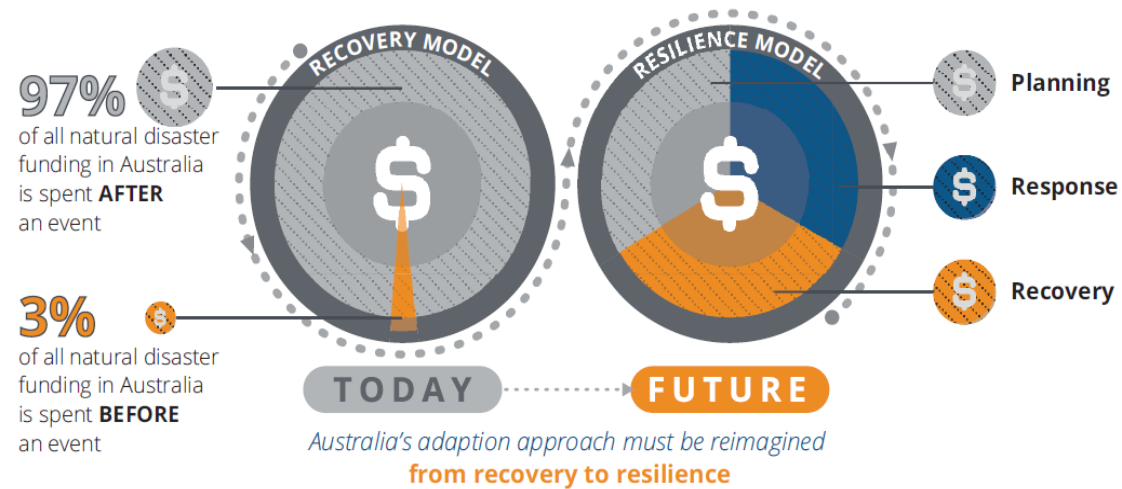 RECOVERY MODEL
RESILIENCE MODEL
97% $
of all natural disaster
funding in Australia
is spent AFTER
an event
3% $
of all natural disaster
funding in Australia
is spent BEFORE
an event
$
$
$ Planning
$ Response
$ Recovery
TODAY
FUTURE
Australia's adaption approach must be reimagined
from recovery to resilience